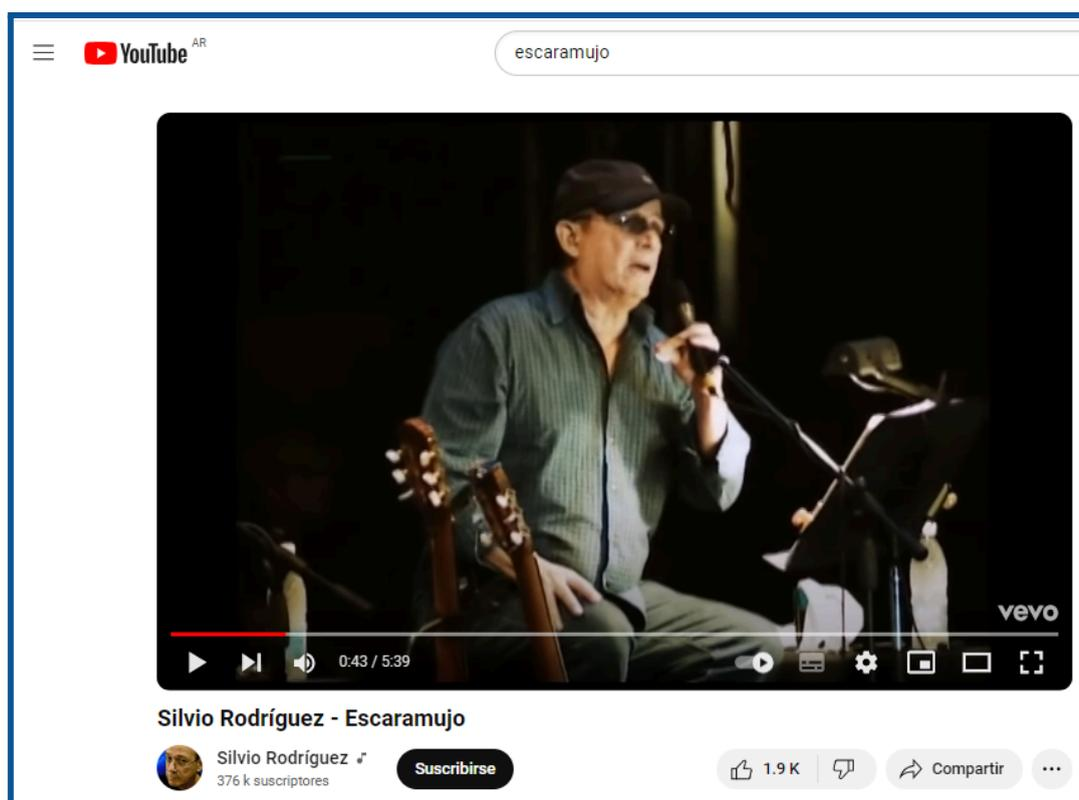 YouTube AR
escaramujo
vevo
0:43 / 5:39
Silvio Rodríguez - Escaramujo
Silvio Rodríguez
376 k suscriptores
Suscribirse
1.9 K
Compartir